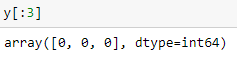 y[:3]
array([0, 0, 0], dtype=int64)